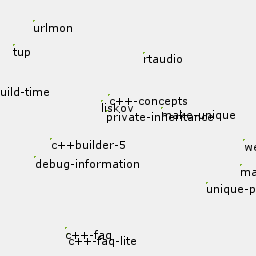 urlmon
tup
rtaudio
uild-time
c++-concepts
liskov
private-inheritance
make-unique
c++builder-5
we
debug-information
ma
unique-p
c++-faq
c++-faq-lite